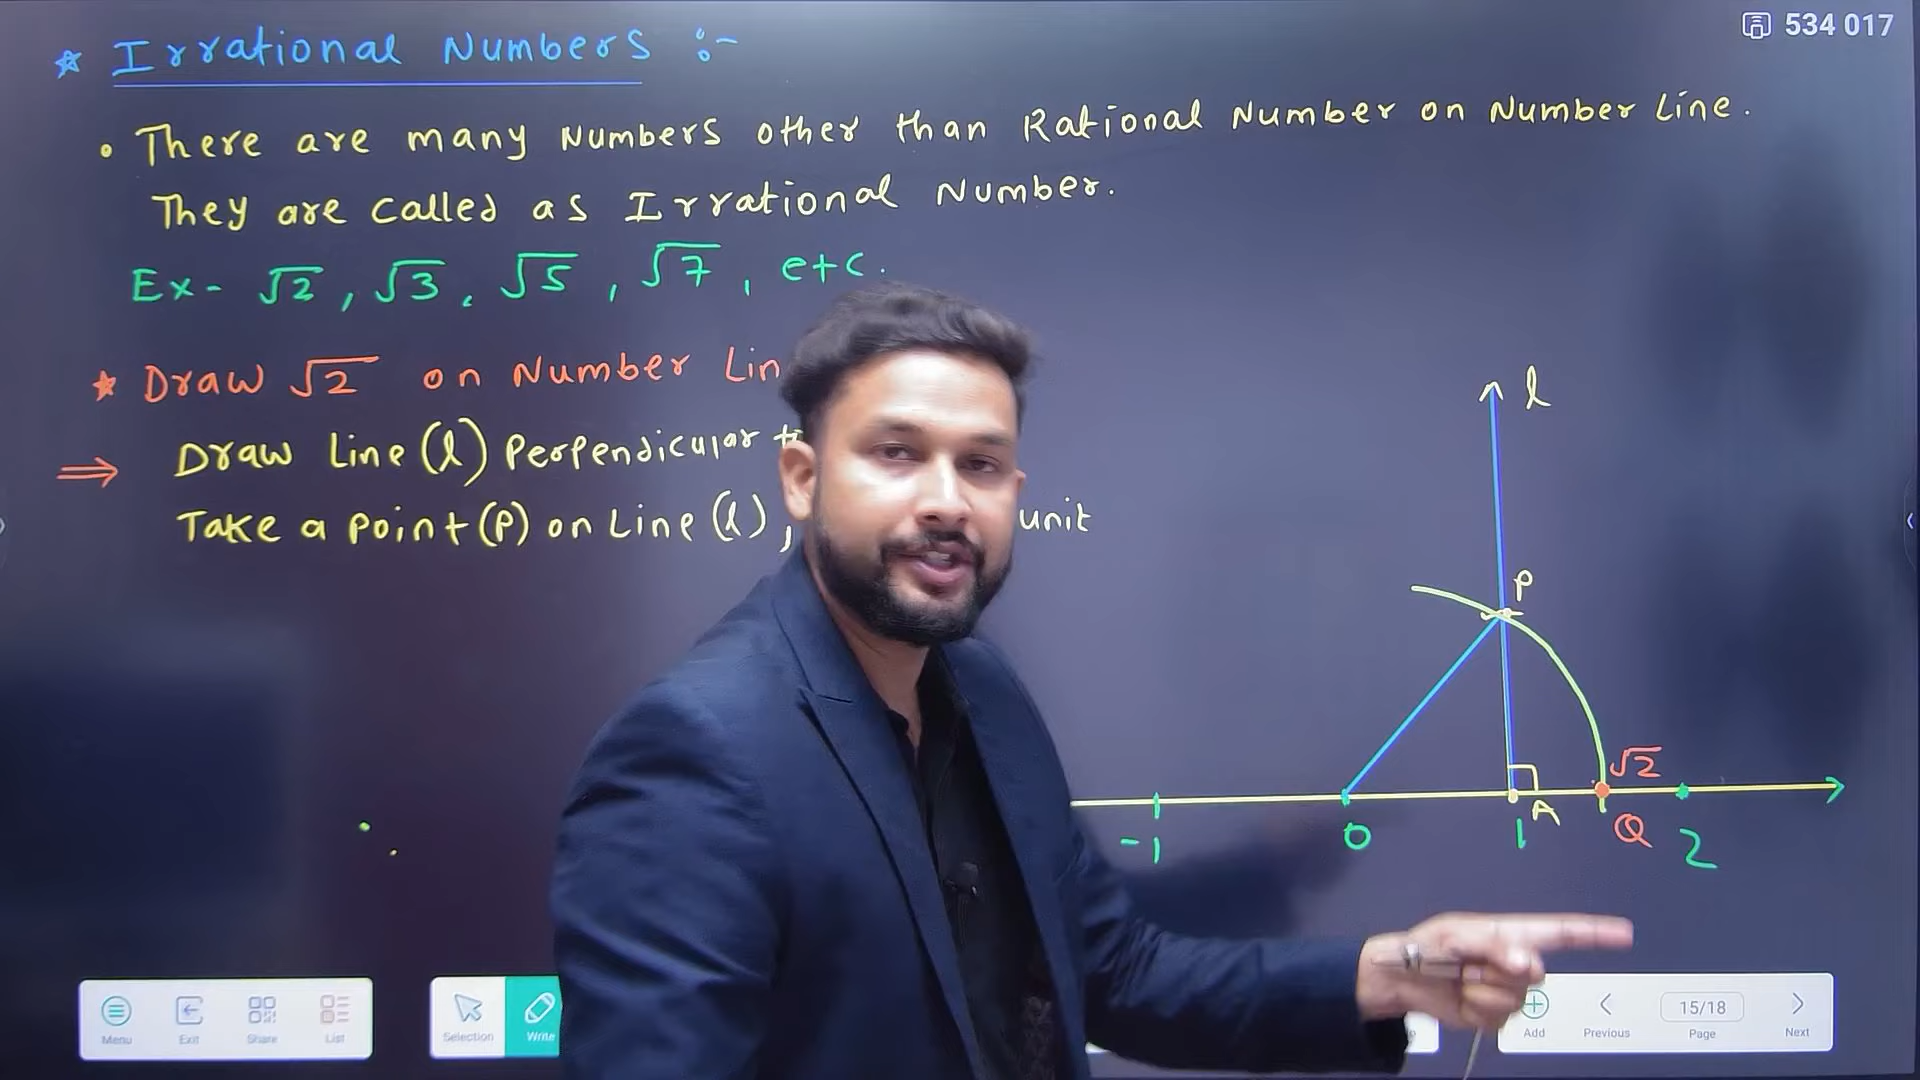 534 017
* Irrational Numbers :-
• There are many Numbers other than Rational Number on Number Line.
They are called as Irrational Number.
Ex- √2, √3, √5, √7, etc.
* Draw √2 on Number Lin
⇒ Draw Line (l) Perpendicular t
Take a point (P) on Line (l), unit
l
P
√2
A
-1 0 1 Q 2
Menu Exit Share List Selection Write Add Previous 15/18 Page Next